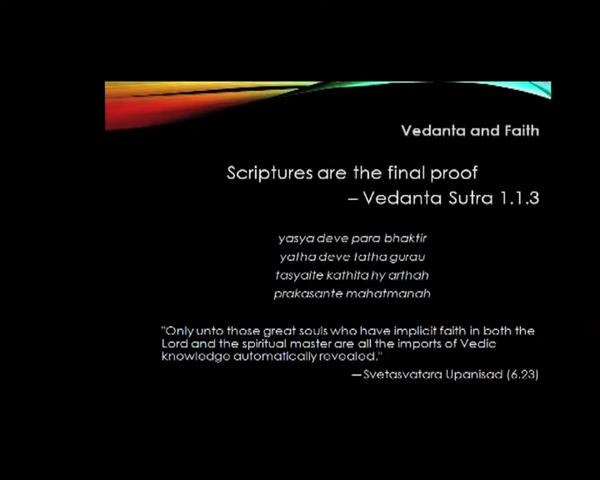 Vedanta and Faith
Scriptures are the final proof
– Vedanta Sutra 1.1.3
yasya deve para bhaktir
yatha deve tatha gurau
tasyaite kathita hy arthah
prakasante mahatmanah
"Only unto those great souls who have implicit faith in both the
Lord and the spiritual master are all the imports of Vedic
knowledge automatically revealed."
—Svetasvatara Upanisad (6.23)